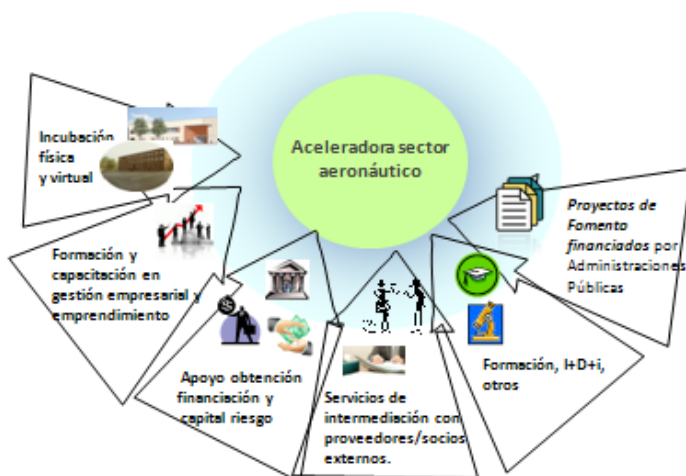 Aceleradora sector
aeronáutico
Incubación
física
y virtual
Formación y
capacitación en
gestión empresarial y
emprendimiento
Apoyo obtención
financiación y
capital riesgo
Servicios de
intermediación con
proveedores/socios
externos.
Formación, I+D+i,
otros
Proyectos de
Fomento
financiados por
Administraciones
Públicas